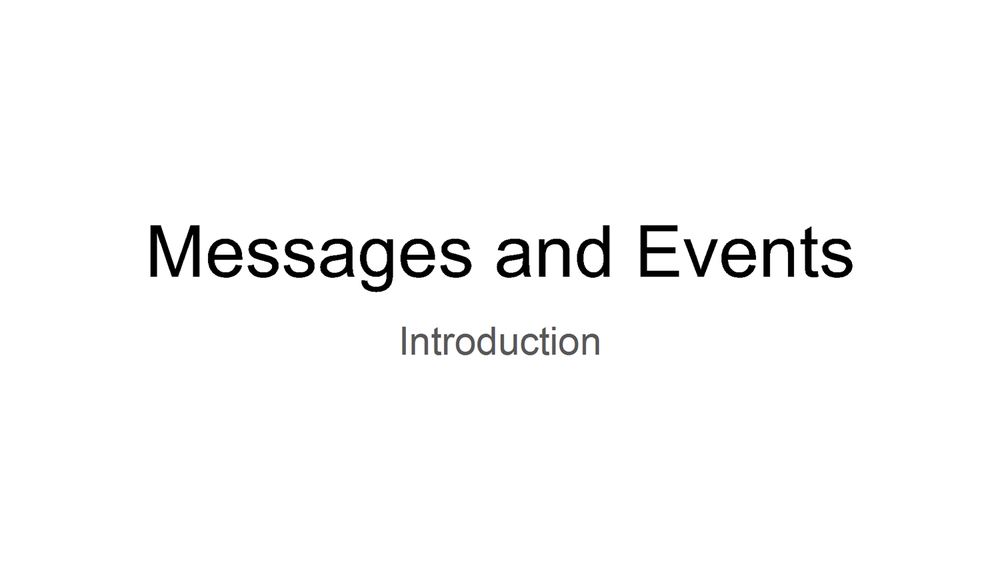 Messages and Events
Introduction